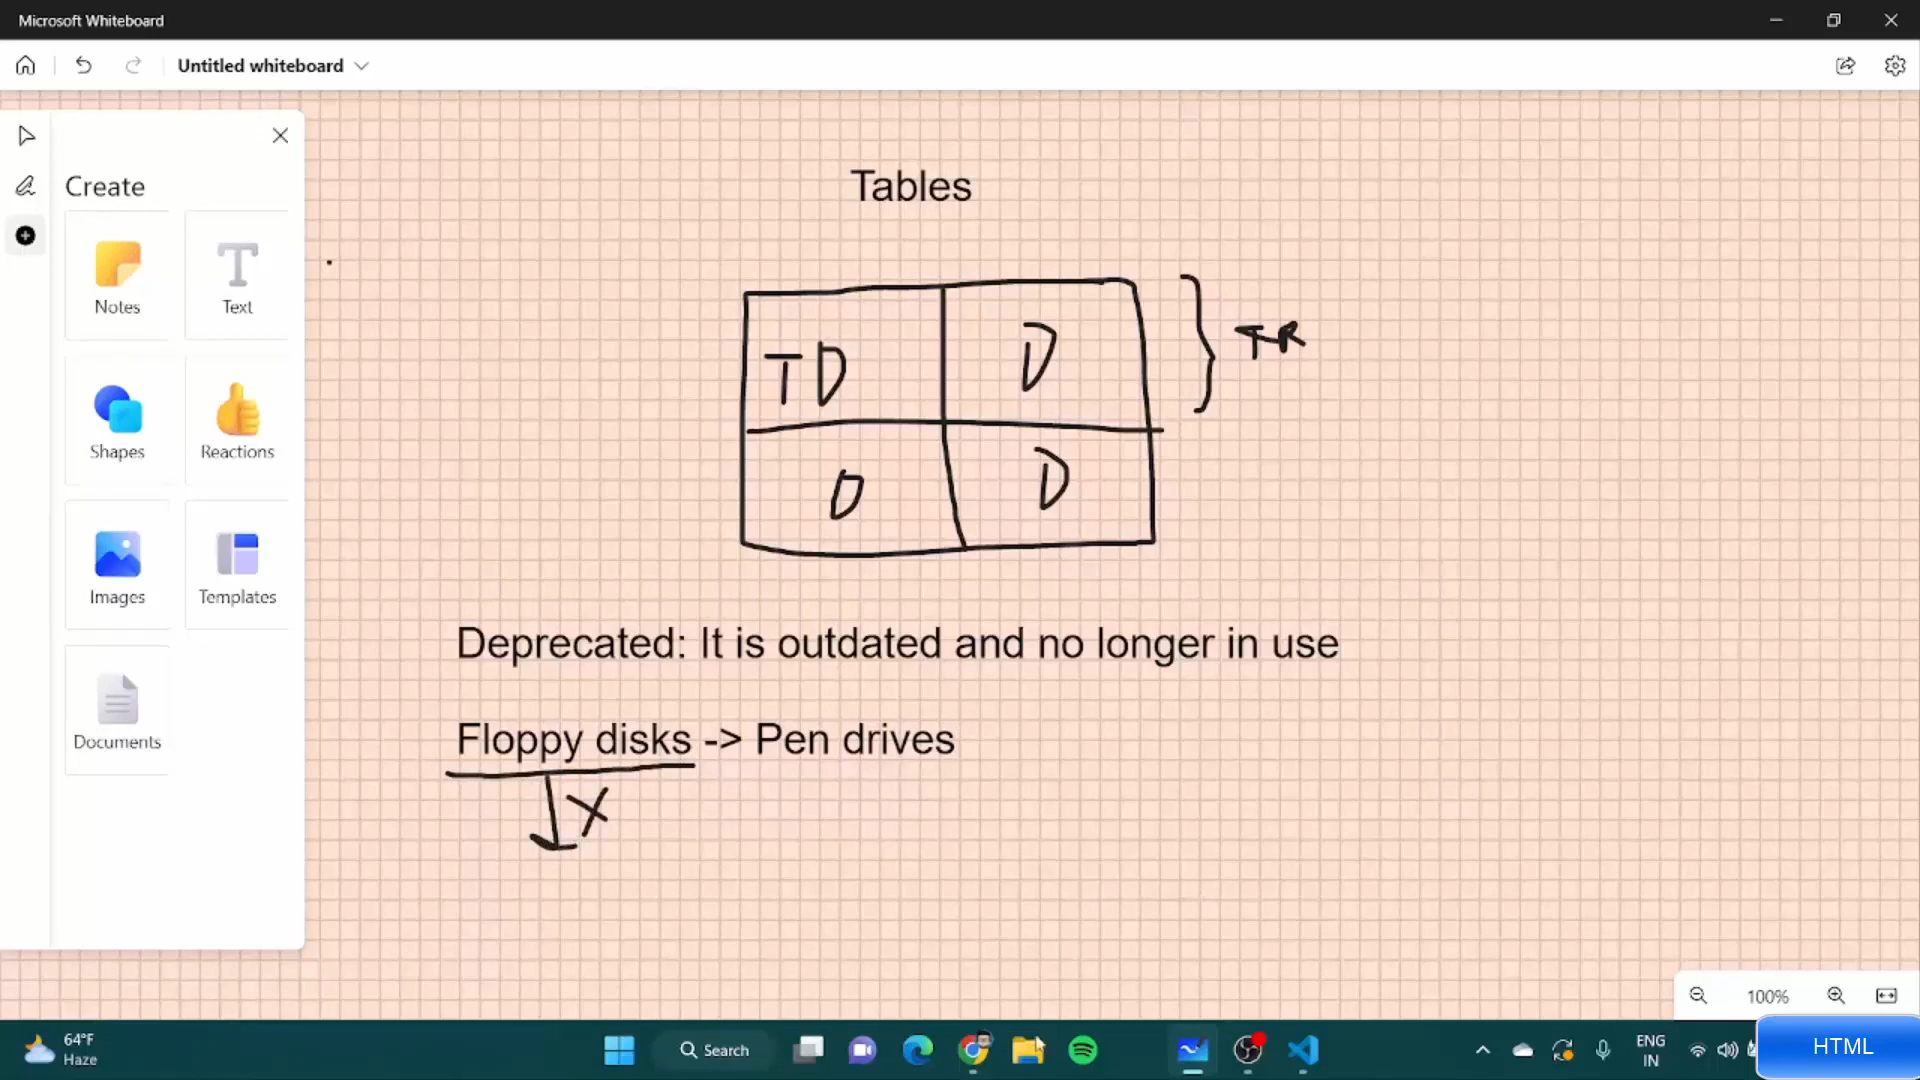 Microsoft Whiteboard
Untitled whiteboard
Create
Notes
Text
Shapes
Reactions
Images
Templates
Documents
Tables
TD D
TR
D D
Deprecated: It is outdated and no longer in use
Floppy disks -> Pen drives
X
100%
64°F
Haze
Search
ENG
IN
HTML